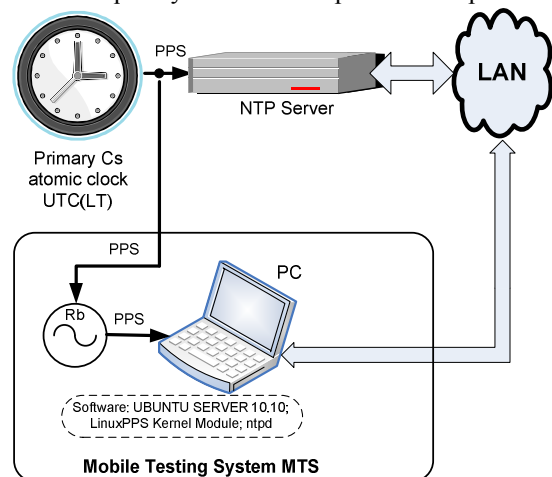 PPS
LAN
NTP Server
Primary Cs
atomic clock
UTC(LT)
PPS
PC
Rb
PPS
Software: UBUNTU SERVER 10.10;
LinuxPPS Kernel Module; ntpd
Mobile Testing System MTS